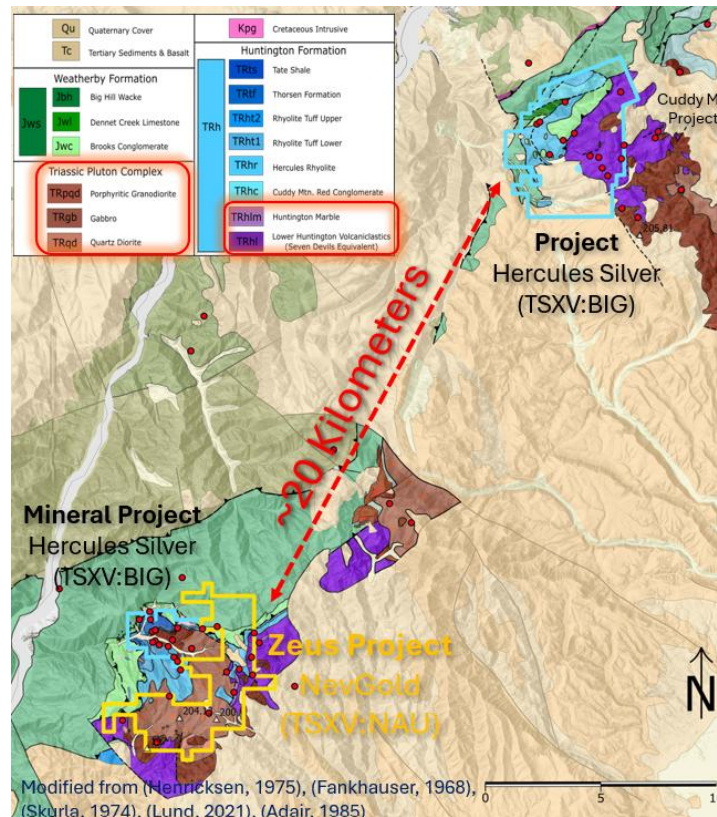 Qu Quaternary Cover
Tc Tertiary Sediments & Basalt
Weatherby Formation
Jws
Jbh Big Hill Wacke
Jwl Dennet Creek Limestone
Jwc Brooks Conglomerate
Triassic Pluton Complex
TRpqd Porphyritic Granodiorite
TRgb Gabbro
TRqd Quartz Diorite
Kpg Cretaceous Intrusive
Huntington Formation
TRh
TRts Tate Shale
TRtf Thorsen Formation
TRht2 Rhyolite Tuff Upper
TRht1 Rhyolite Tuff Lower
TRhr Hercules Rhyolite
TRhc Cuddy Mtn. Red Conglomerate
TRhlm Huntington Marble
TRhl Lower Huntington Volcaniclastics
(Seven Devils Equivalent)
Cuddy M
Project
205,81
Project
Hercules Silver
(TSXV:BIG)
~20 Kilometers
Mineral Project
Hercules Silver
(TSXV:BIG)
Zeus Project
NevGold
(TSXV:NAU)
N
Modified from (Henricksen, 1975), (Fankhauser, 1968),
(Skurla, 1974), (Lund, 2021), (Adair, 1985)
0 5